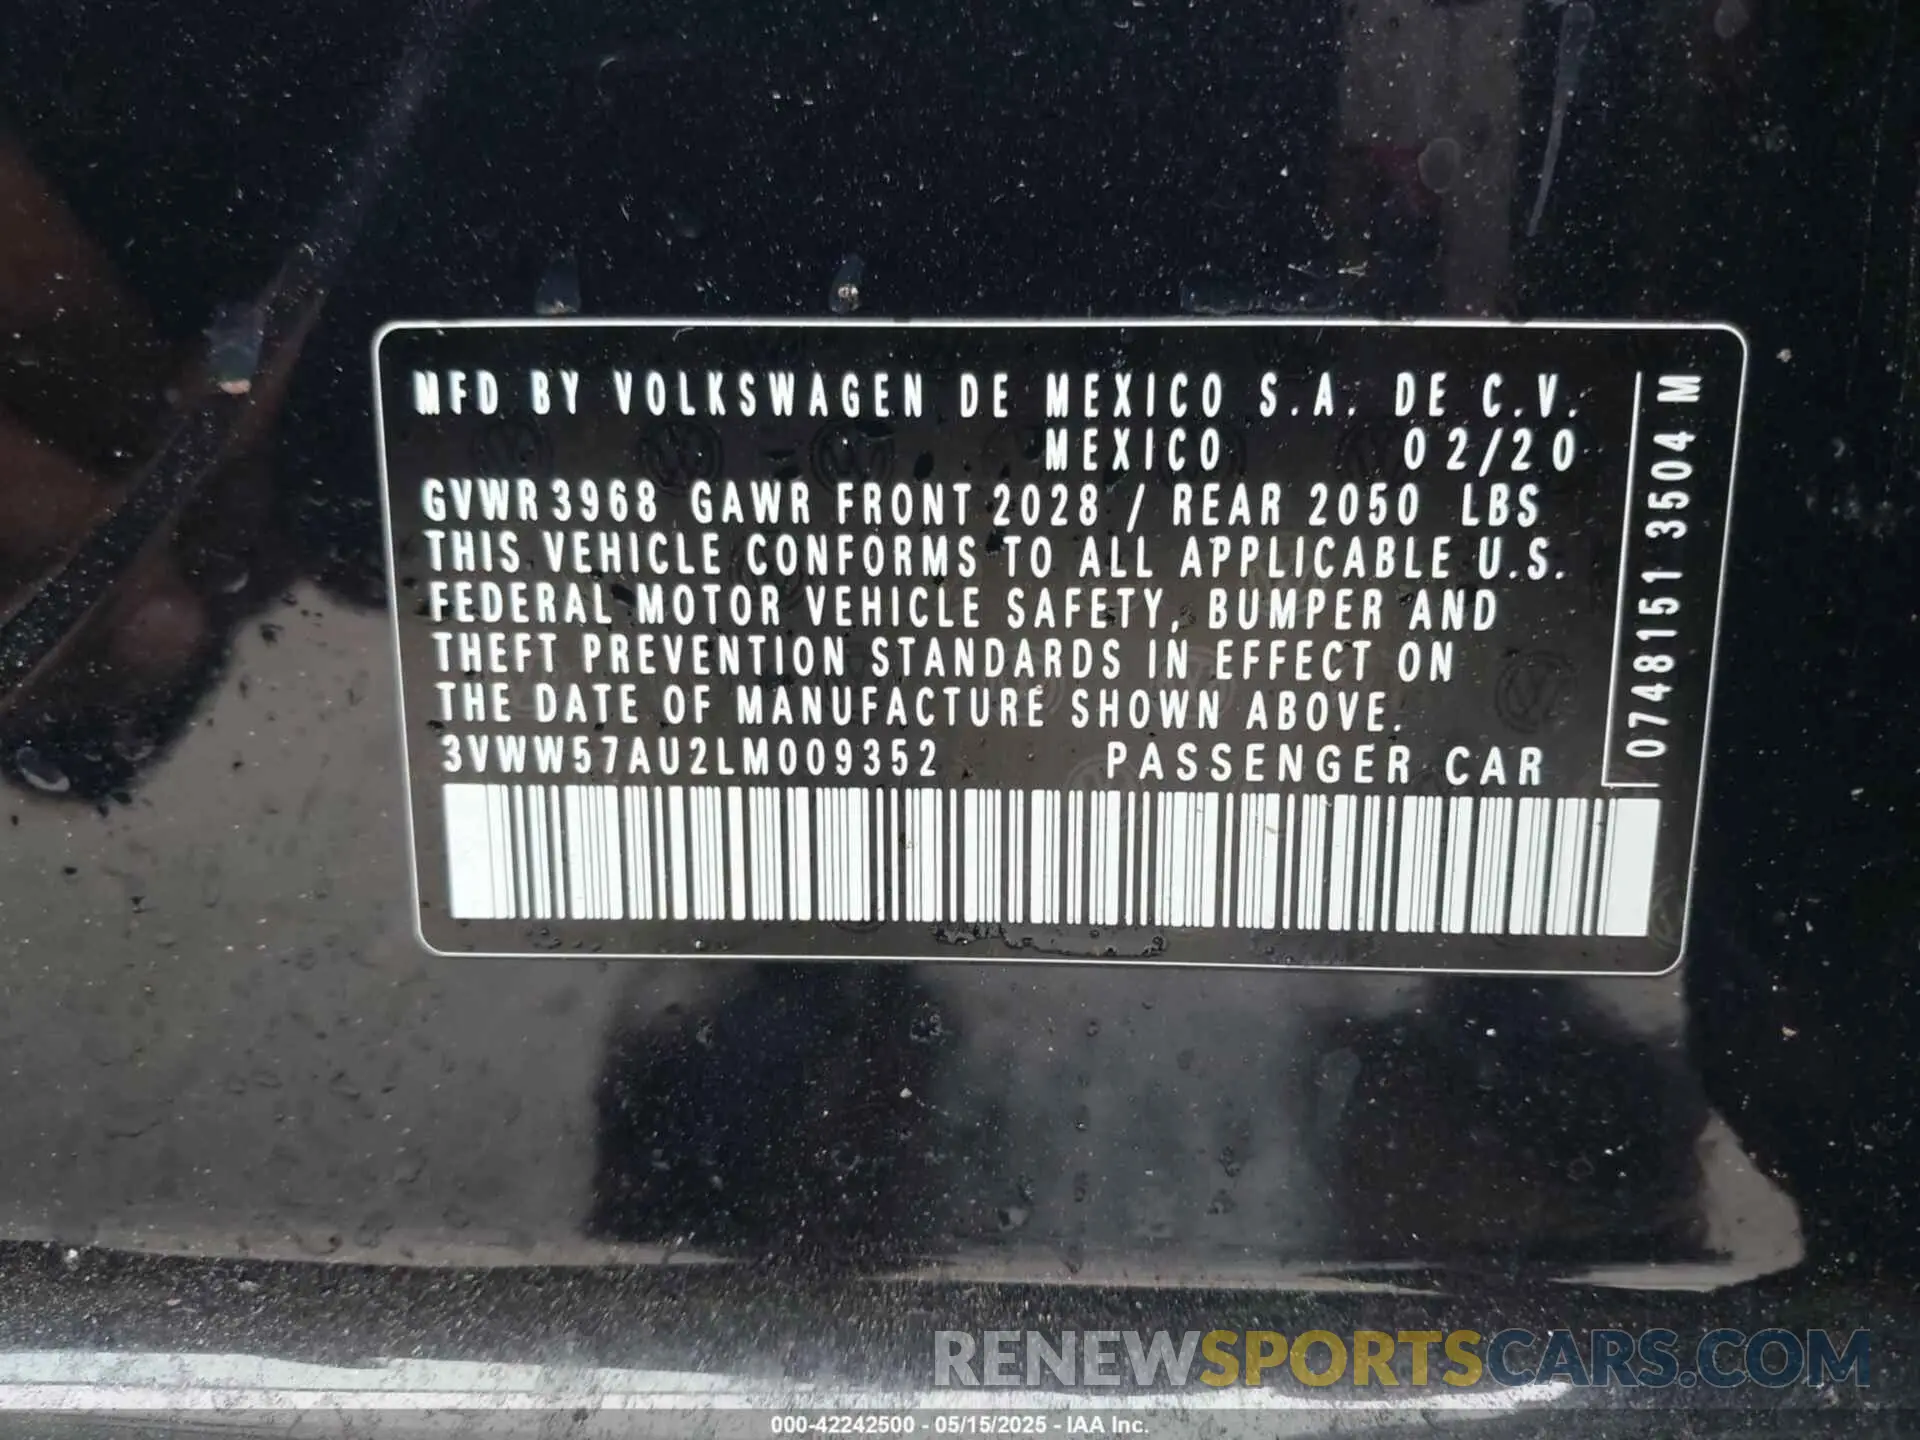 MFD BY VOLKSWAGEN DE MEXICO S.A. DE C.V.
MEXICO 02/20
GVWR 3968 GAWR FRONT 2028 / REAR 2050 LBS
THIS VEHICLE CONFORMS TO ALL APPLICABLE U.S.
FEDERAL MOTOR VEHICLE SAFETY, BUMPER AND
THEFT PREVENTION STANDARDS IN EFFECT ON
THE DATE OF MANUFACTURE SHOWN ABOVE.
3VWW57AU2LM009352 PASSENGER CAR
0748151 3504 M
RENEWSPORTSCARS.COM
000-42242500 - 05/15/2025 - IAA Inc.